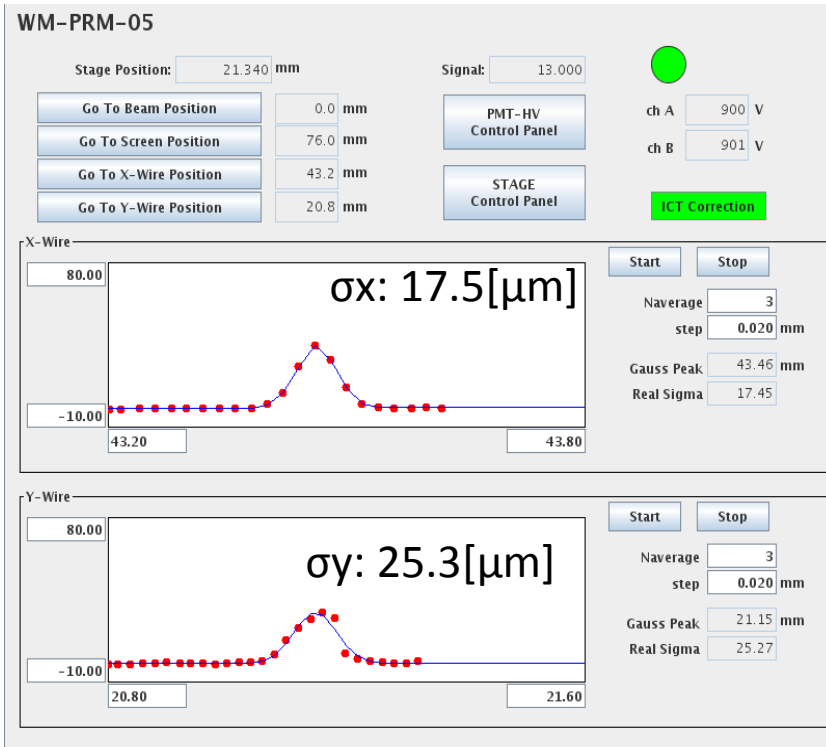 WM-PRM-05
Stage Position: 21.340 mm
Signal: 13.000
Go To Beam Position 0.0 mm
Go To Screen Position 76.0 mm
Go To X-Wire Position 43.2 mm
Go To Y-Wire Position 20.8 mm
PMT-HV
Control Panel
STAGE
Control Panel
ch A 900 V
ch B 901 V
ICT Correction
X-Wire
80.00
-10.00
43.20 43.80
σx: 17.5[μm]
Start Stop
Naverage 3
step 0.020 mm
Gauss Peak 43.46 mm
Real Sigma 17.45
Y-Wire
80.00
-10.00
20.80 21.60
σy: 25.3[μm]
Start Stop
Naverage 3
step 0.020 mm
Gauss Peak 21.15 mm
Real Sigma 25.27